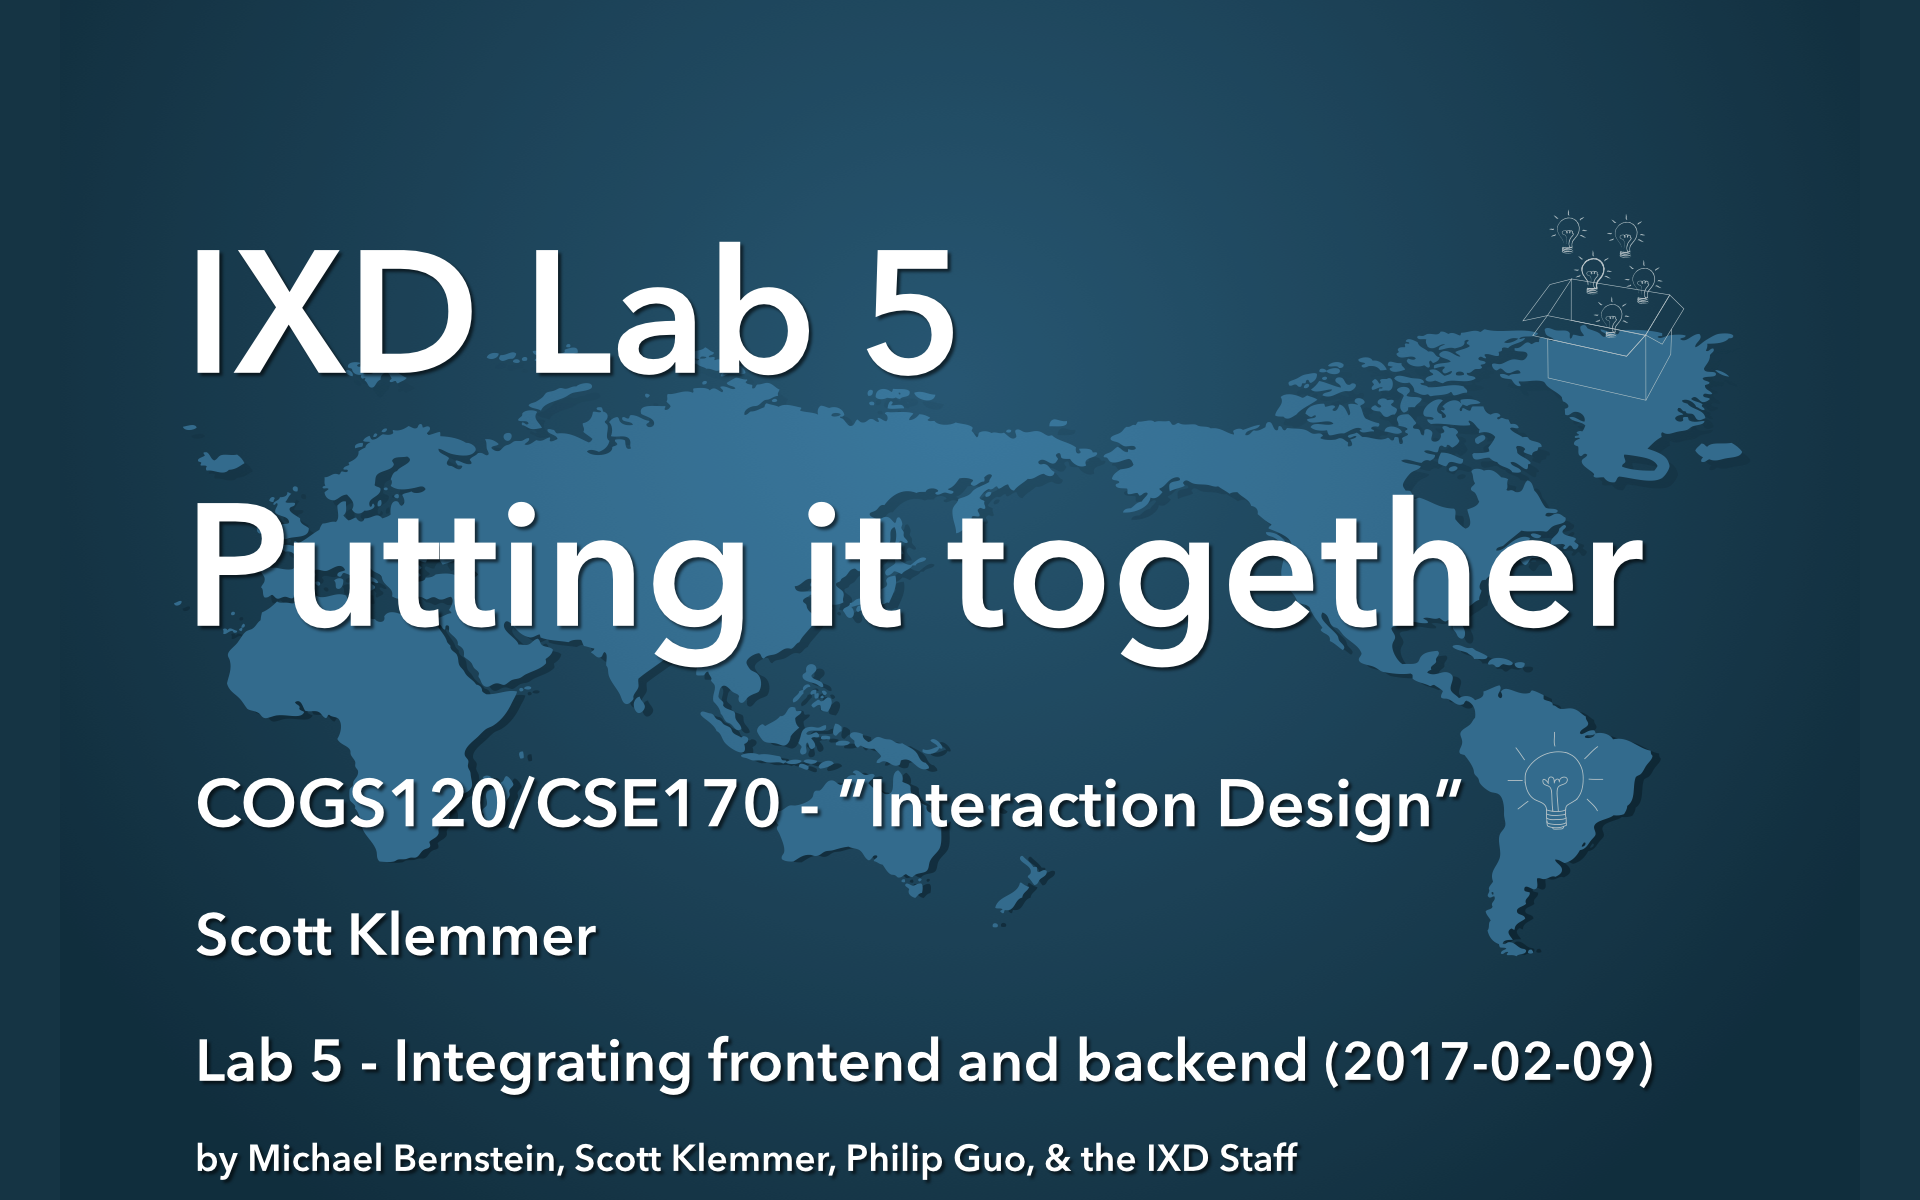 IXD Lab 5
Putting it together
COGS120/CSE170 - ”Interaction Design”
Scott Klemmer
Lab 5 - Integrating frontend and backend (2017-02-09)
by Michael Bernstein, Scott Klemmer, Philip Guo, & the IXD Staff